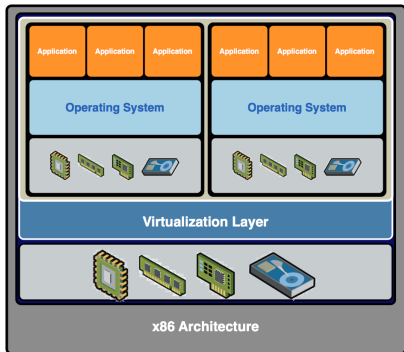 Application Application Application Application Application Application
Operating System Operating System
Virtualization Layer
x86 Architecture